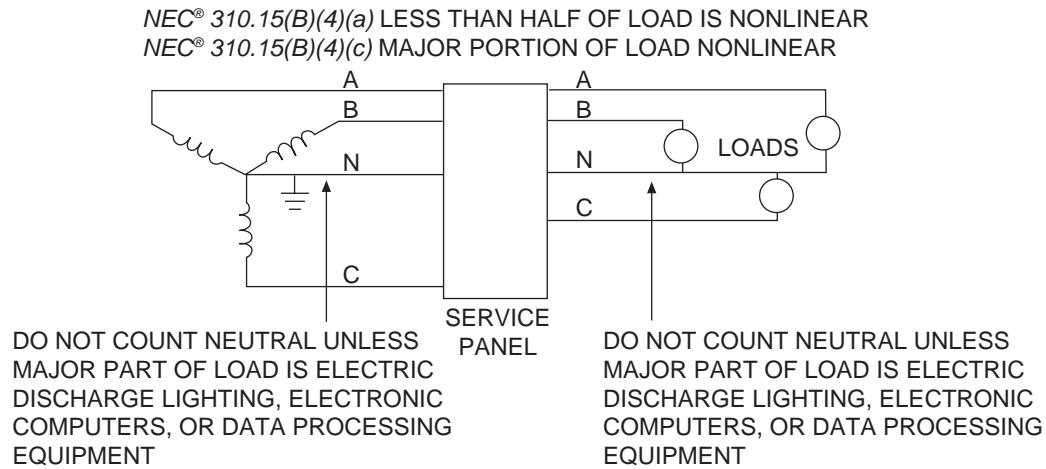 NEC® 310.15(B)(4)(a) LESS THAN HALF OF LOAD IS NONLINEAR
NEC® 310.15(B)(4)(c) MAJOR PORTION OF LOAD NONLINEAR
A
A
B
B
N
N
LOADS
C
C
SERVICE
PANEL
DO NOT COUNT NEUTRAL UNLESS
MAJOR PART OF LOAD IS ELECTRIC
DISCHARGE LIGHTING, ELECTRONIC
COMPUTERS, OR DATA PROCESSING
EQUIPMENT
DO NOT COUNT NEUTRAL UNLESS
MAJOR PART OF LOAD IS ELECTRIC
DISCHARGE LIGHTING, ELECTRONIC
COMPUTERS, OR DATA PROCESSING
EQUIPMENT